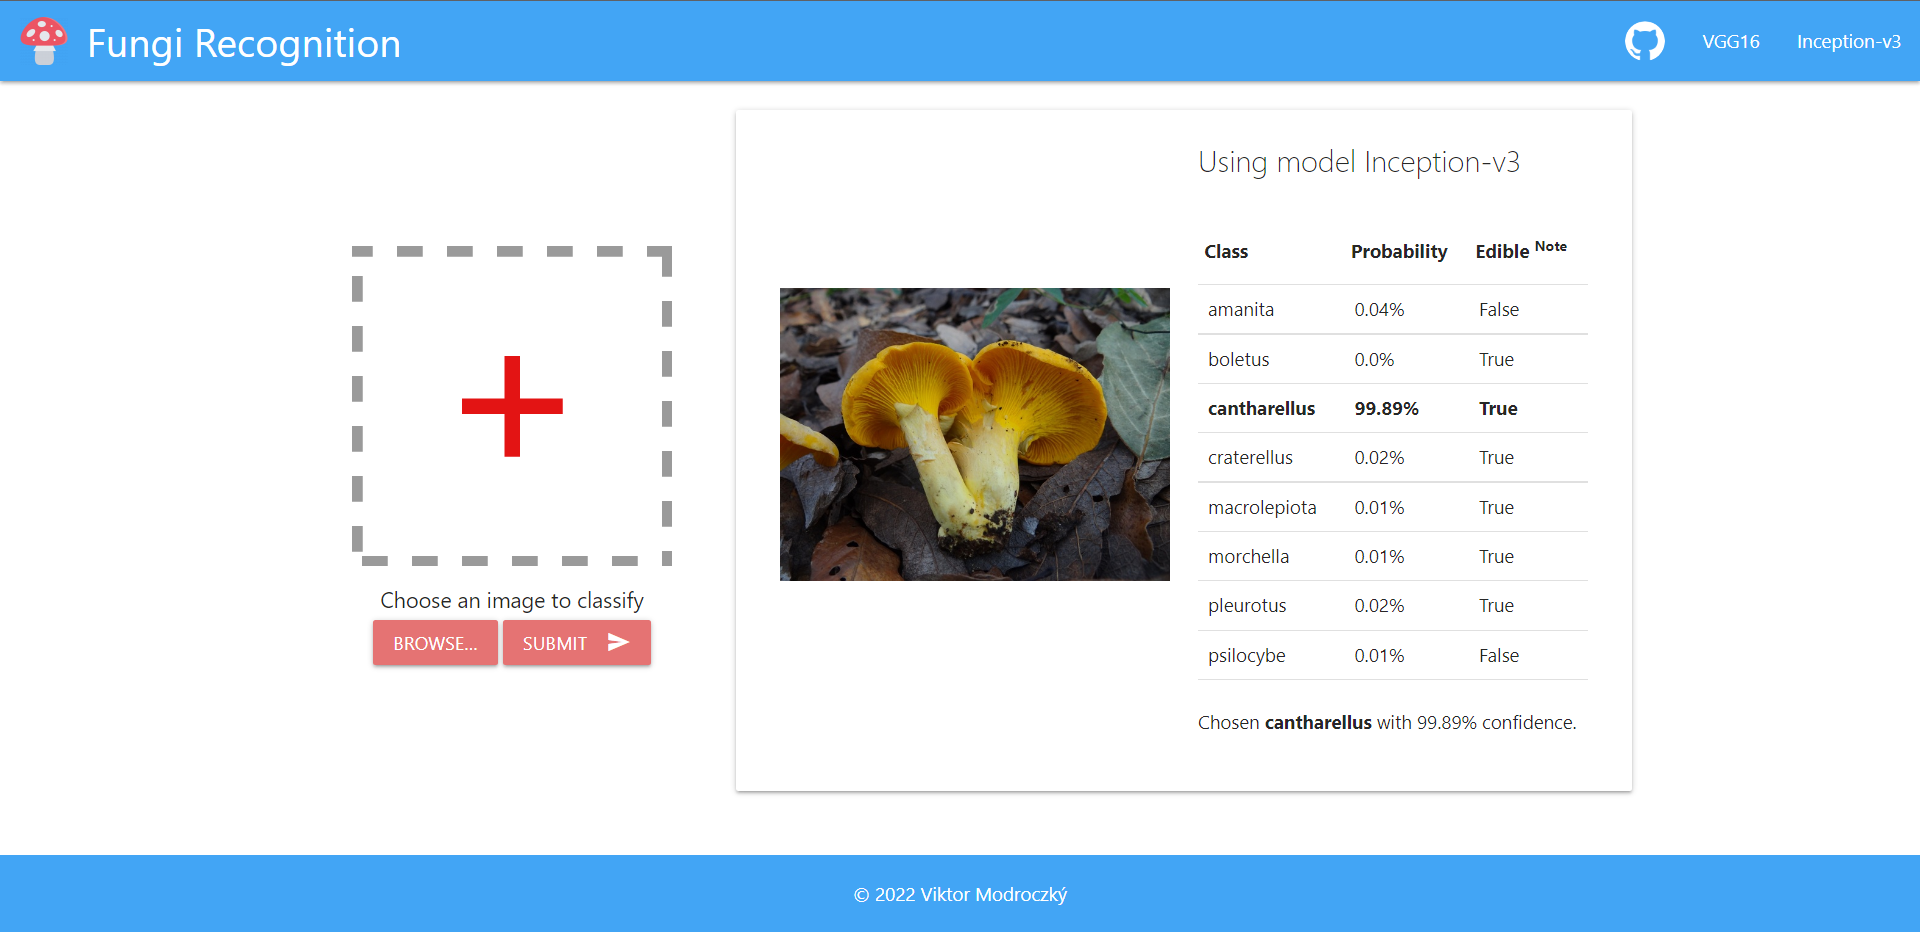 Fungi Recognition
VGG16 Inception-v3
Choose an image to classify
BROWSE... SUBMIT
Using model Inception-v3
Class Probability Edible Note
amanita 0.04% False
boletus 0.0% True
cantharellus 99.89% True
craterellus 0.02% True
macrolepiota 0.01% True
morchella 0.01% True
pleurotus 0.02% True
psilocybe 0.01% False
Chosen cantharellus with 99.89% confidence.
© 2022 Viktor Modroczký